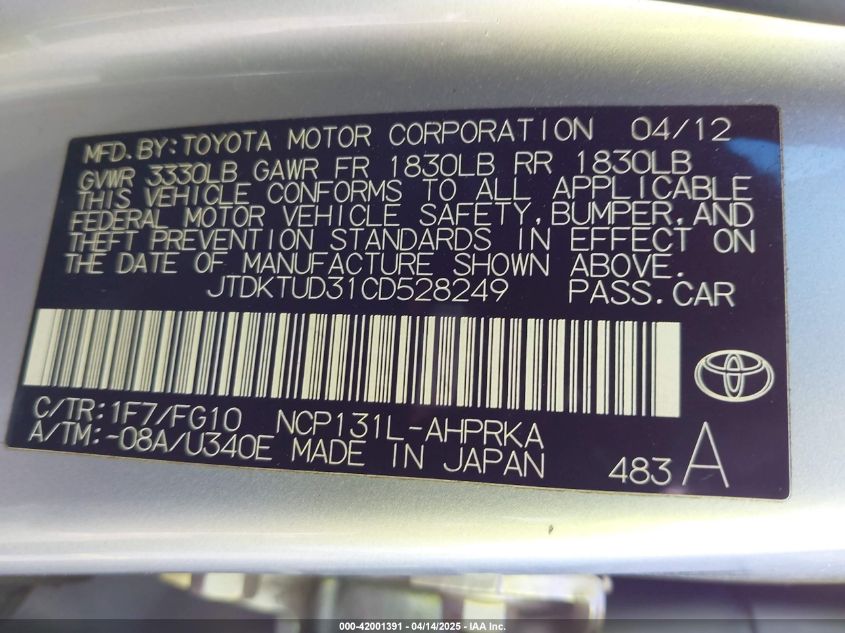 MFD.BY:TOYOTA MOTOR CORPORATION 04/12
GVWR 3330LB GAWR FR 1830LB RR 1830LB
THIS VEHICLE CONFORMS TO ALL APPLICABLE
FEDERAL MOTOR VEHICLE SAFETY,BUMPER,AND
THEFT PREVENTION STANDARDS IN EFFECT ON
THE DATE OF MANUFACTURE SHOWN ABOVE.
JTDKTUD31CD528249 PASS.CAR
C/TR:1F7/FG10 NCP131L-AHPRKA
A/TM:-08A/U340E MADE IN JAPAN 483 A
000-42001391 - 04/14/2025 - IAA Inc.